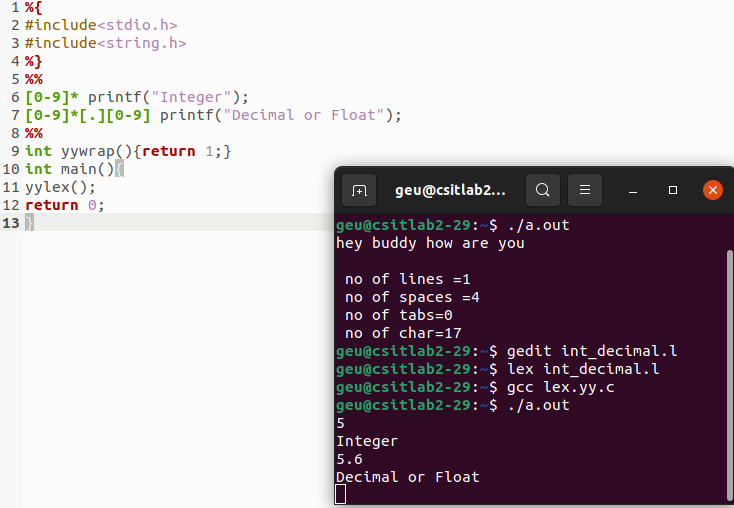 1 %{
2 #include<stdio.h>
3 #include<string.h>
4 %}
5 %%
6 [0-9]* printf("Integer");
7 [0-9]*[.][0-9] printf("Decimal or Float");
8 %%
9 int yywrap(){return 1;}
10 int main(){
11 yylex();
12 return 0;
13 }
geu@csitlab2...
geu@csitlab2-29:~$ ./a.out
hey buddy how are you
no of lines =1
no of spaces =4
no of tabs=0
no of char=17
geu@csitlab2-29:~$ gedit int_decimal.l
geu@csitlab2-29:~$ lex int_decimal.l
geu@csitlab2-29:~$ gcc lex.yy.c
geu@csitlab2-29:~$ ./a.out
5
Integer
5.6
Decimal or Float